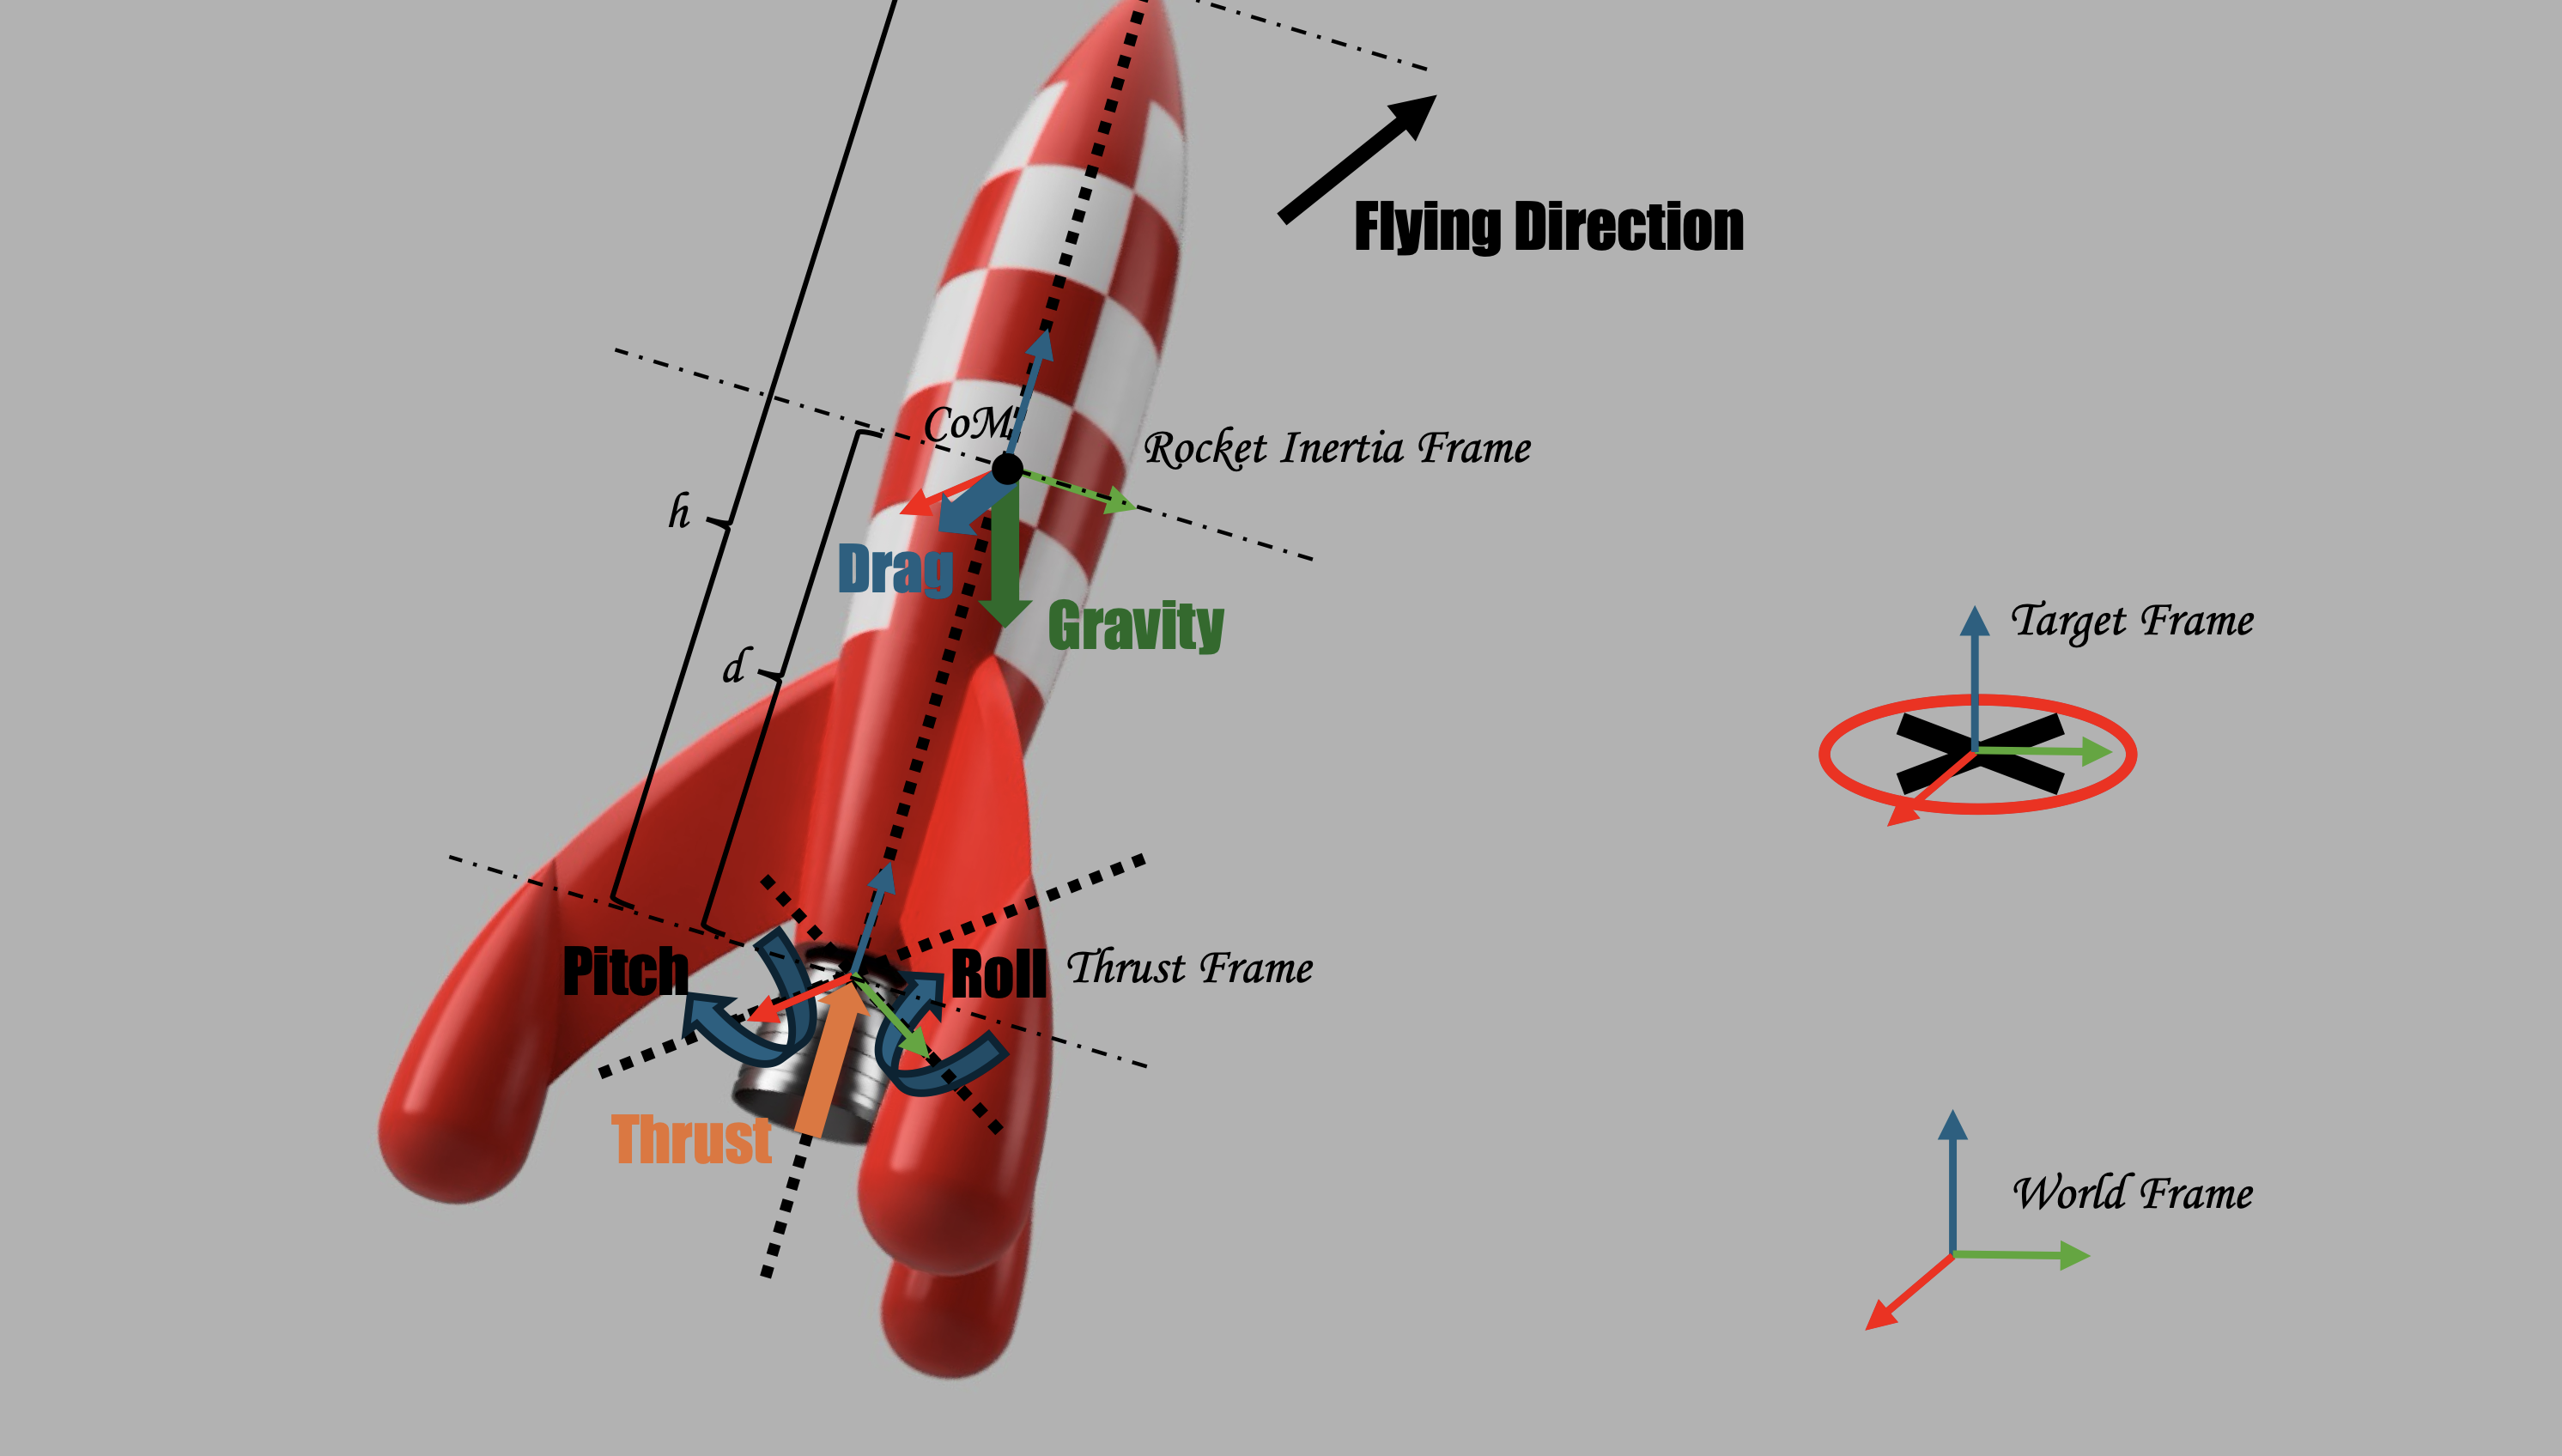 Flying Direction
CoM
Rocket Inertia Frame
h
Drag
Gravity
Target Frame
d
Pitch
Roll
Thrust Frame
Thrust
World Frame